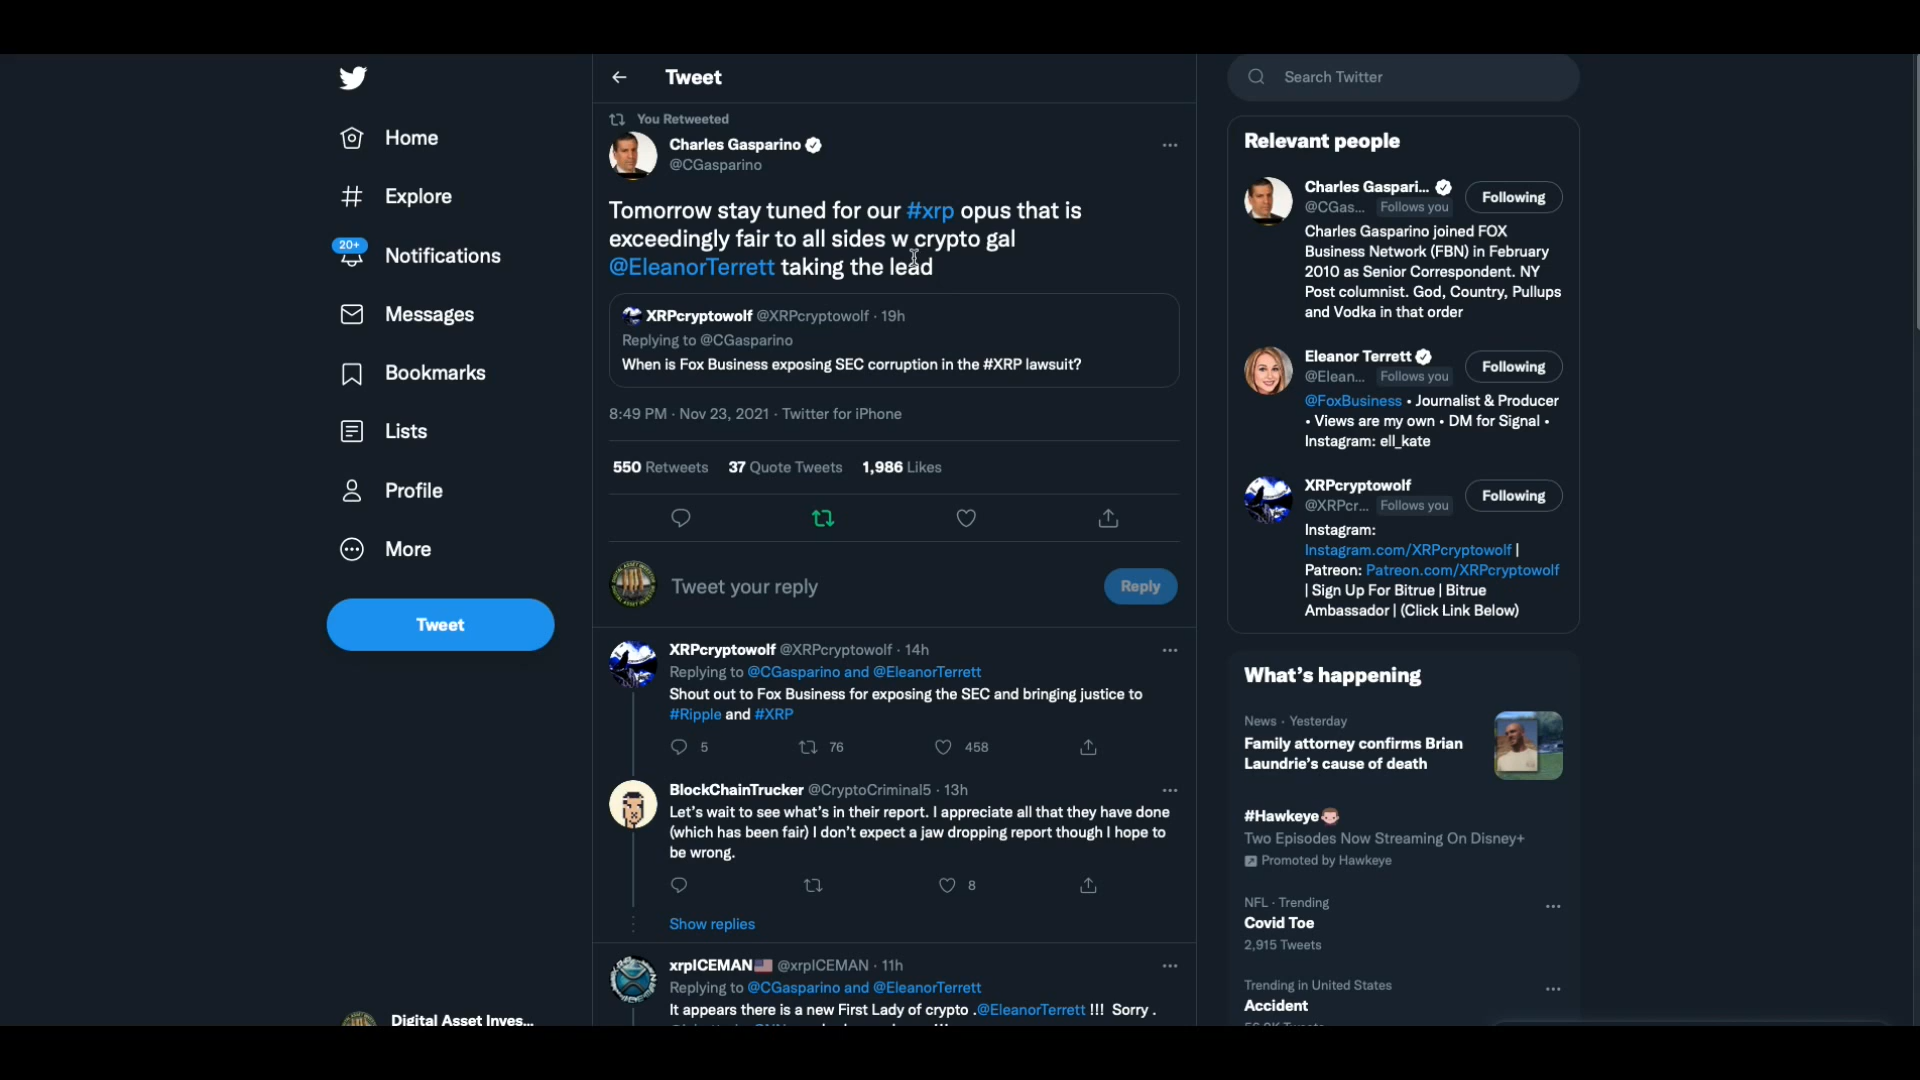 Home
Explore
20+
Notifications
Messages
Bookmarks
Lists
Profile
More
Tweet
Digital Asset Inves...
Tweet
You Retweeted
Charles Gasparino
@CGasparino
Tomorrow stay tuned for our #xrp opus that is
exceedingly fair to all sides w crypto gal
@EleanorTerrett taking the lead
XRPcryptowolf @XRPcryptowolf · 19h
Replying to @CGasparino
When is Fox Business exposing SEC corruption in the #XRP lawsuit?
8:49 PM · Nov 23, 2021 · Twitter for iPhone
550 Retweets 37 Quote Tweets 1,986 Likes
Tweet your reply
Reply
XRPcryptowolf @XRPcryptowolf · 14h
Replying to @CGasparino and @EleanorTerrett
Shout out to Fox Business for exposing the SEC and bringing justice to
#Ripple and #XRP
5 76 458
BlockChainTrucker @CryptoCriminal5 · 13h
Let's wait to see what's in their report. I appreciate all that they have done
(which has been fair) I don't expect a jaw dropping report though I hope to
be wrong.
8
Show replies
xrpICEMAN @xrpICEMAN · 11h
Replying to @CGasparino and @EleanorTerrett
It appears there is a new First Lady of crypto .@EleanorTerrett !!! Sorry .
Search Twitter
Relevant people
Charles Gaspari...
@CGas... Follows you
Following
Charles Gasparino joined FOX
Business Network (FBN) in February
2010 as Senior Correspondent. NY
Post columnist. God, Country, Pullups
and Vodka in that order
Eleanor Terrett
@Elean... Follows you
Following
@FoxBusiness • Journalist & Producer
• Views are my own • DM for Signal •
Instagram: ell_kate
XRPcryptowolf
@XRPcr... Follows you
Following
Instagram:
Instagram.com/XRPcryptowolf |
Patreon: Patreon.com/XRPcryptowolf
| Sign Up For Bitrue | Bitrue
Ambassador | (Click Link Below)
What's happening
News · Yesterday
Family attorney confirms Brian
Laundrie's cause of death
#Hawkeye
Two Episodes Now Streaming On Disney+
Promoted by Hawkeye
NFL · Trending
Covid Toe
2,915 Tweets
Trending in United States
Accident